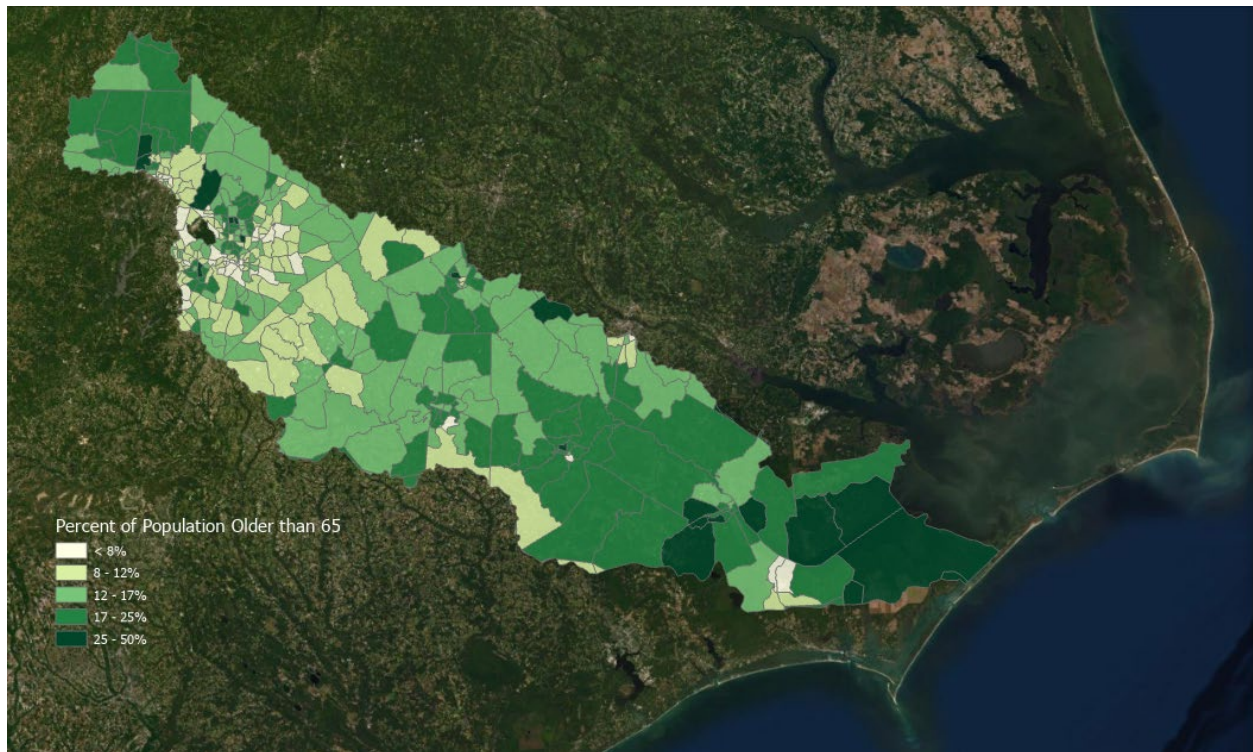 Percent of Population Older than 65
< 8%
8 - 12%
12 - 17%
17 - 25%
25 - 50%